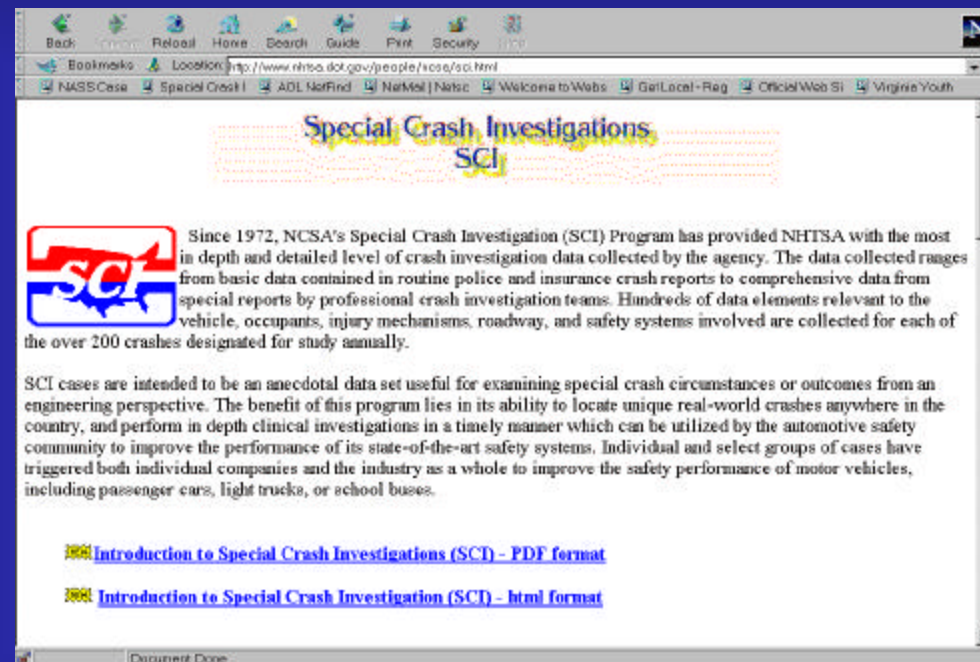 Back Reload Home Search Guide Print Security
Bookmarks Location: http://www.nhtsa.dot.gov/people/ncsa/sci.html
NASS Case Special Crash I AOL NetFind NetMail | Netsc Welcome to Webs GetLocal-Reg Official Web Si Virginia Youth
Special Crash Investigations
SCI
SCI
Since 1972, NCSA's Special Crash Investigation (SCI) Program has provided NHTSA with the most
in depth and detailed level of crash investigation data collected by the agency. The data collected ranges
from basic data contained in routine police and insurance crash reports to comprehensive data from
special reports by professional crash investigation teams. Hundreds of data elements relevant to the
vehicle, occupants, injury mechanisms, roadway, and safety systems involved are collected for each of
the over 200 crashes designated for study annually.
SCI cases are intended to be an anecdotal data set useful for examining special crash circumstances or outcomes from an
engineering perspective. The benefit of this program lies in its ability to locate unique real-world crashes anywhere in the
country, and perform in depth clinical investigations in a timely manner which can be utilized by the automotive safety
community to improve the performance of its state-of-the-art safety systems. Individual and select groups of cases have
triggered both individual companies and the industry as a whole to improve the safety performance of motor vehicles,
including passenger cars, light trucks, or school buses.
Introduction to Special Crash Investigations (SCI) - PDF format
Introduction to Special Crash Investigation (SCI) - html format
Document Done